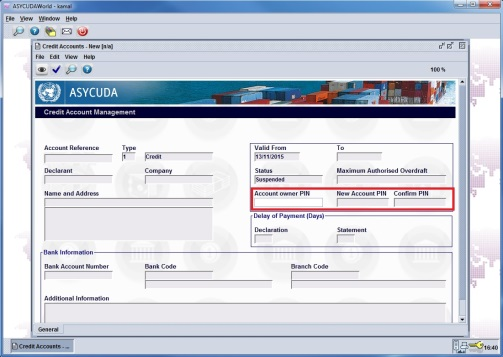 ASYCUDAWorld - kamal
File View Window Help
Credit Accounts - New [n/a]
File Edit View Help
100 %
ASYCUDA
Credit Account Management
Account Reference Type Valid From To
1 Credit 13/11/2015
Declarant Company Status Maximum Authorised Overdraft
Suspended
Name and Address Account owner PIN New Account PIN Confirm PIN
Delay of Payment (Days)
Declaration Statement
Bank Information
Bank Account Number Bank Code Branch Code
Additional Information
General
Credit Accounts - ... 16:40